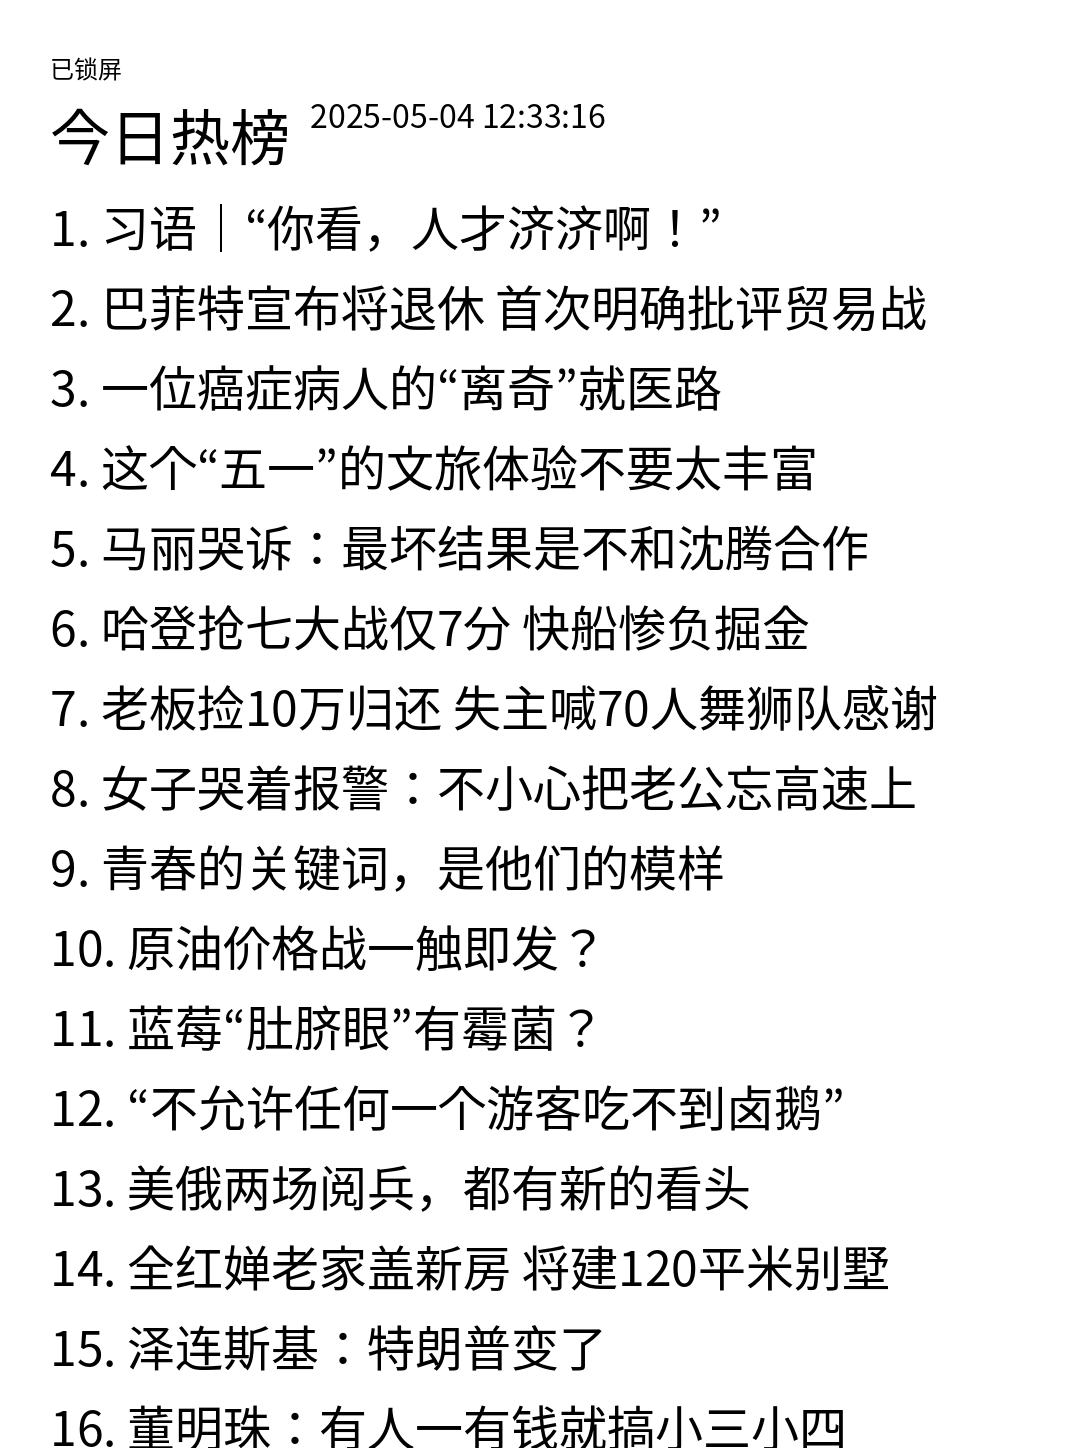 已锁屏
今日热榜 2025-05-04 12:33:16
1. 习语｜“你看，人才济济啊！”
2. 巴菲特宣布将退休 首次明确批评贸易战
3. 一位癌症病人的“离奇”就医路
4. 这个“五一”的文旅体验不要太丰富
5. 马丽哭诉：最坏结果是不和沈腾合作
6. 哈登抢七大战仅7分 快船惨负掘金
7. 老板捡10万归还 失主喊70人舞狮队感谢
8. 女子哭着报警：不小心把老公忘高速上
9. 青春的关键词，是他们的模样
10. 原油价格战一触即发？
11. 蓝莓“肚脐眼”有霉菌？
12. “不允许任何一个游客吃不到卤鹅”
13. 美俄两场阅兵，都有新的看头
14. 全红婵老家盖新房 将建120平米别墅
15. 泽连斯基：特朗普变了
16. 董明珠：有人一有钱就搞小三小四